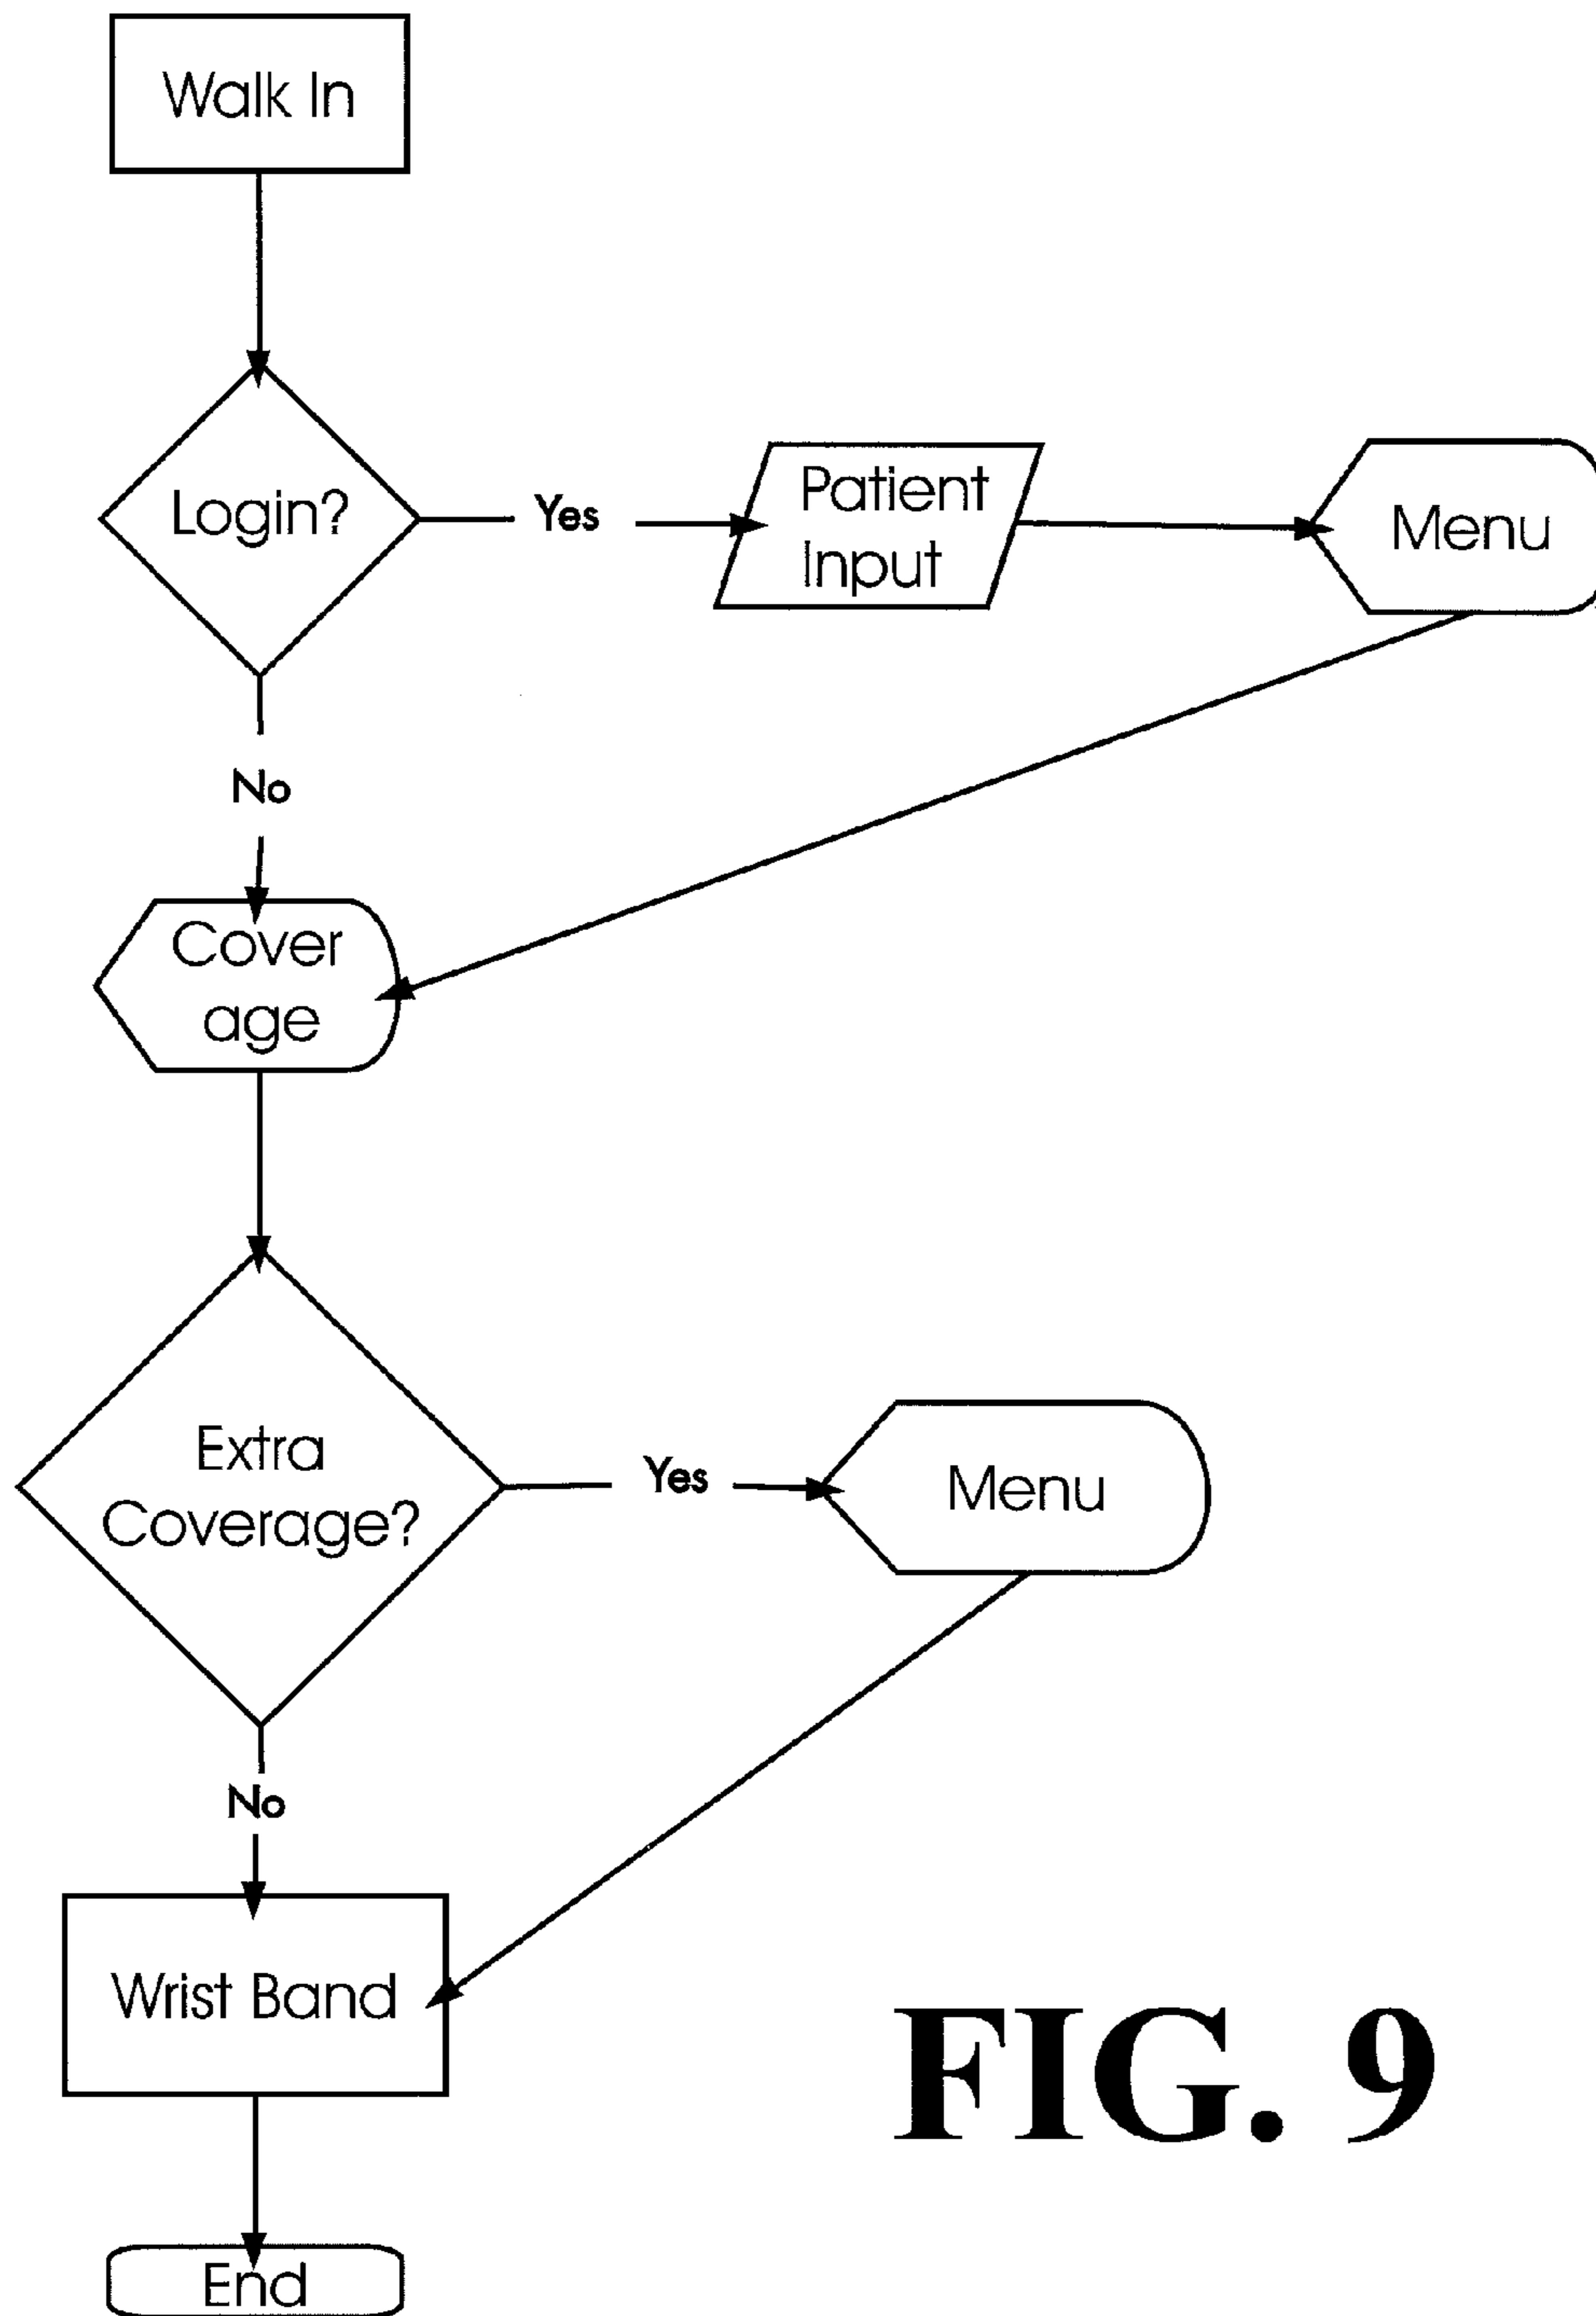 Walk In
Login?
Yes
Patient
Input
Menu
No
Cover
age
Extra
Coverage?
Yes
Menu
No
Wrist Band
FIG. 9
End